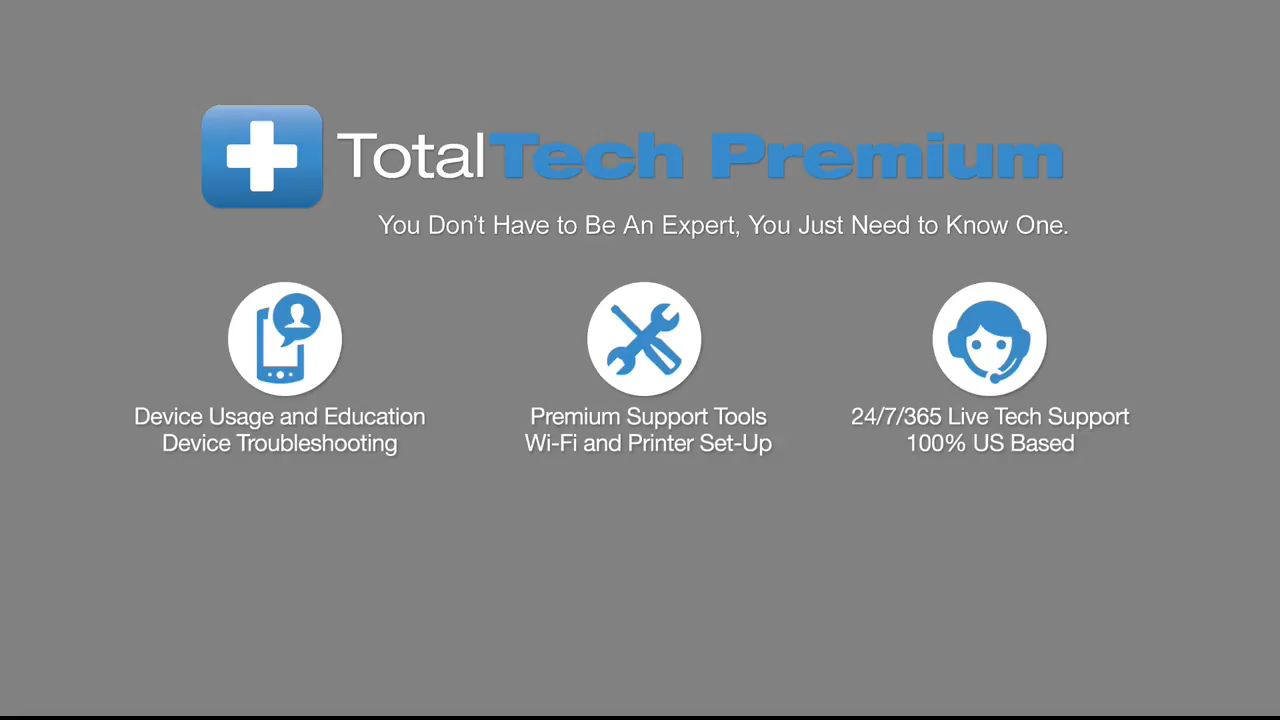 TotalTech Premium
You Don't Have to Be An Expert, You Just Need to Know One.
Device Usage and Education
Device Troubleshooting
Premium Support Tools
Wi-Fi and Printer Set-Up
24/7/365 Live Tech Support
100% US Based